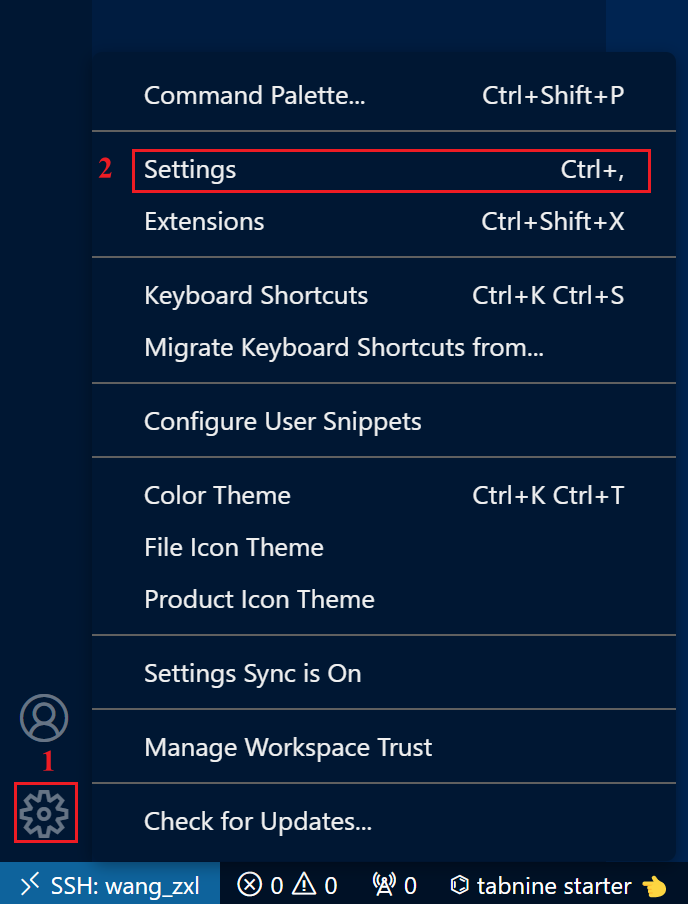 Command Palette... Ctrl+Shift+P
2 Settings Ctrl+,
Extensions Ctrl+Shift+X
Keyboard Shortcuts Ctrl+K Ctrl+S
Migrate Keyboard Shortcuts from...
Configure User Snippets
Color Theme Ctrl+K Ctrl+T
File Icon Theme
Product Icon Theme
Settings Sync is On
Manage Workspace Trust
1
Check for Updates...
SSH: wang_zxl 0 0 0 tabnine starter 👈